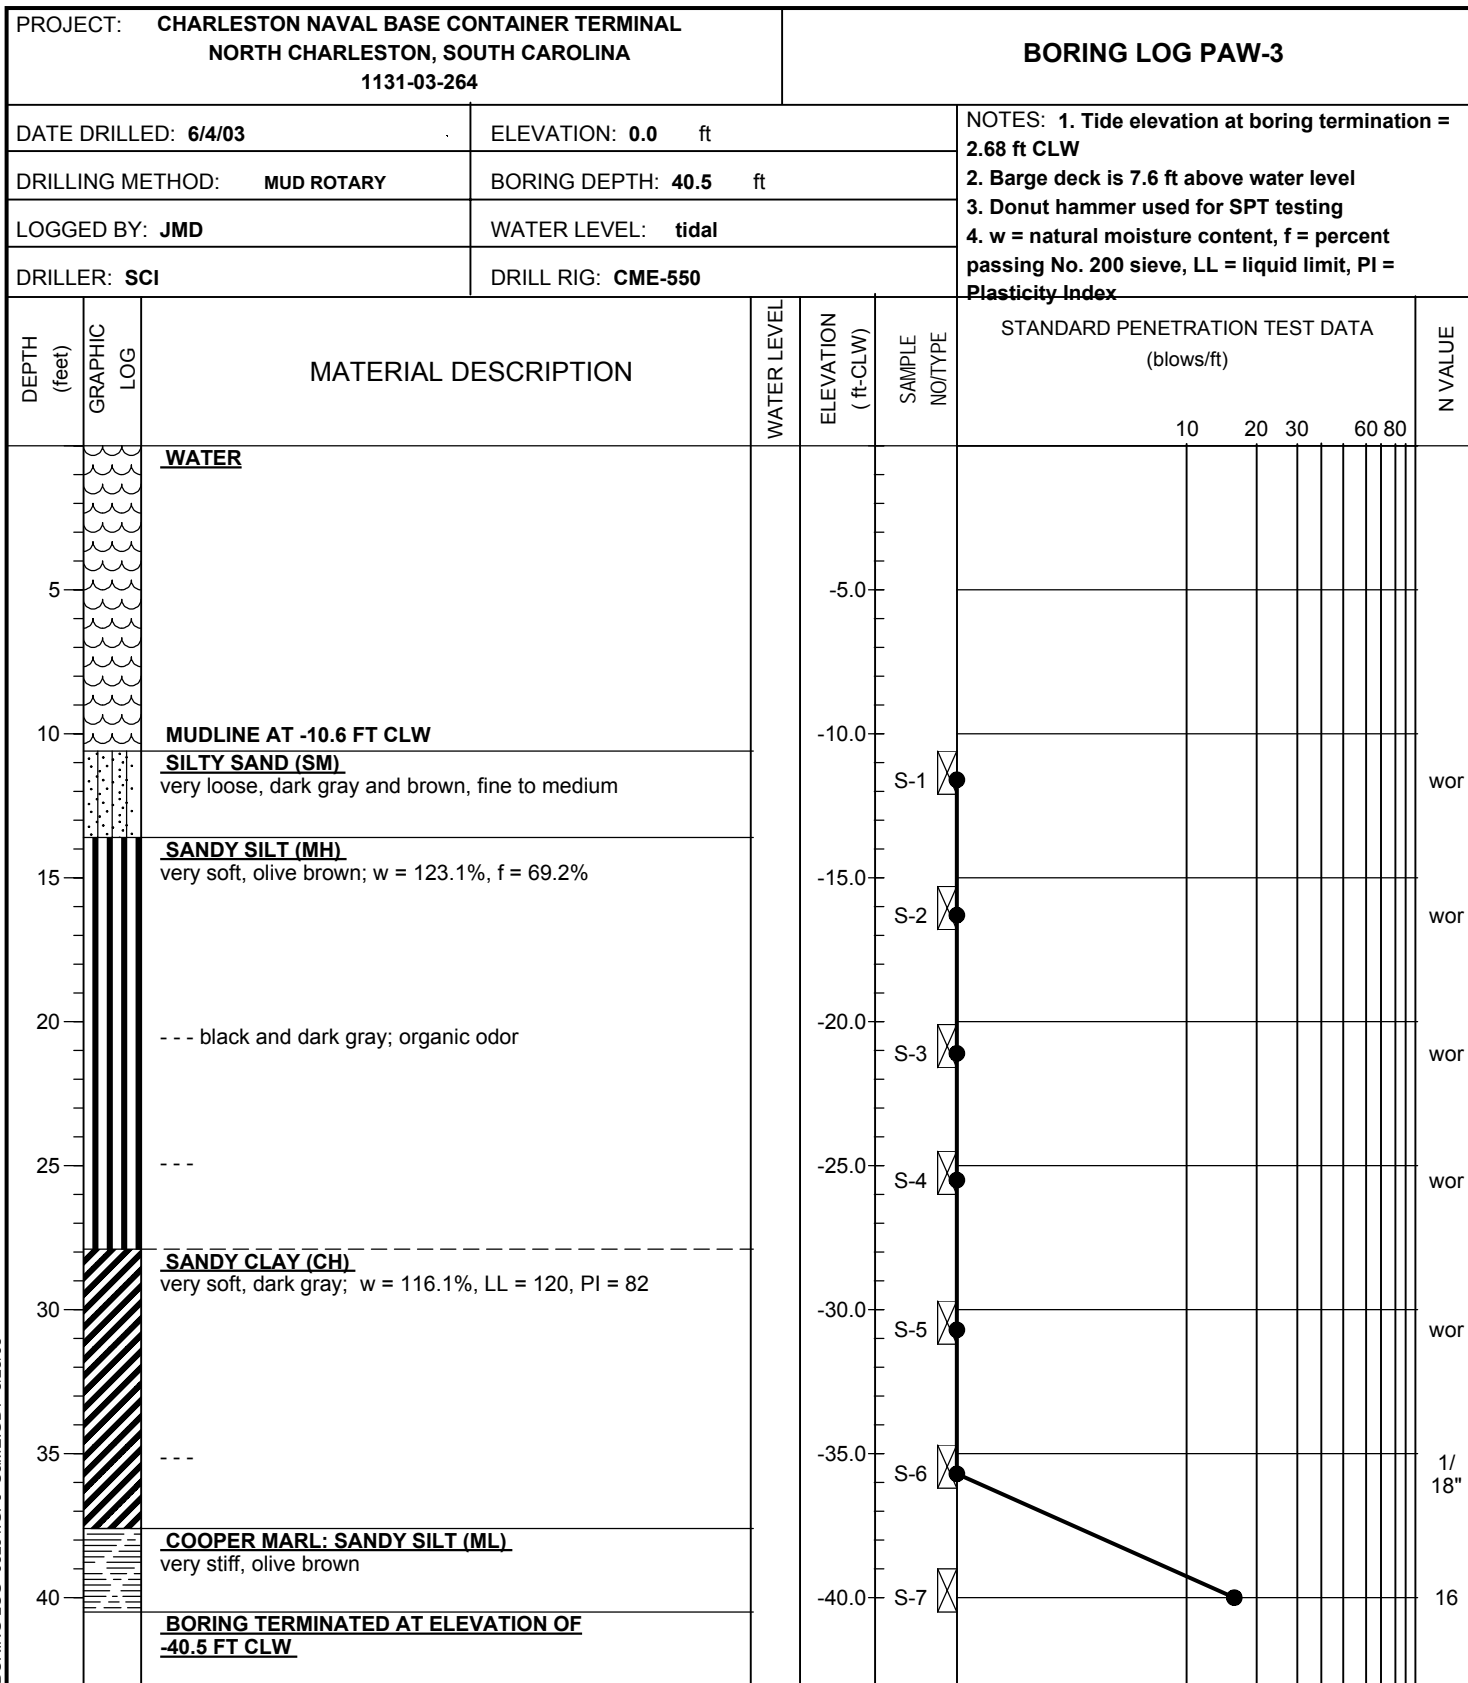 PROJECT: CHARLESTON NAVAL BASE CONTAINER TERMINAL
NORTH CHARLESTON, SOUTH CAROLINA
1131-03-264
BORING LOG PAW-3
DATE DRILLED: 6/4/03
ELEVATION: 0.0 ft
DRILLING METHOD: MUD ROTARY
BORING DEPTH: 40.5 ft
LOGGED BY: JMD
WATER LEVEL: tidal
DRILLER: SCI
DRILL RIG: CME-550
NOTES: 1. Tide elevation at boring termination =
2.68 ft CLW
2. Barge deck is 7.6 ft above water level
3. Donut hammer used for SPT testing
4. w = natural moisture content, f = percent
passing No. 200 sieve, LL = liquid limit, PI =
Plasticity Index
DEPTH
(feet)
GRAPHIC
LOG
MATERIAL DESCRIPTION
WATER LEVEL
ELEVATION
( ft-CLW)
SAMPLE
NO/TYPE
STANDARD PENETRATION TEST DATA
(blows/ft)
10 20 30 60 80
N VALUE
WATER
5 -5.0
10 MUDLINE AT -10.6 FT CLW -10.0
SILTY SAND (SM)
very loose, dark gray and brown, fine to medium S-1 wor
SANDY SILT (MH)
15 very soft, olive brown; w = 123.1%, f = 69.2% -15.0
S-2 wor
20 -20.0
- - - black and dark gray; organic odor
S-3 wor
25 - - - -25.0
S-4 wor
SANDY CLAY (CH)
very soft, dark gray; w = 116.1%, LL = 120, PI = 82
30 -30.0
S-5 wor
35 - - - -35.0
S-6 1/
18"
COOPER MARL: SANDY SILT (ML)
very stiff, olive brown
40 -40.0 S-7 16
BORING TERMINATED AT ELEVATION OF
-40.5 FT CLW